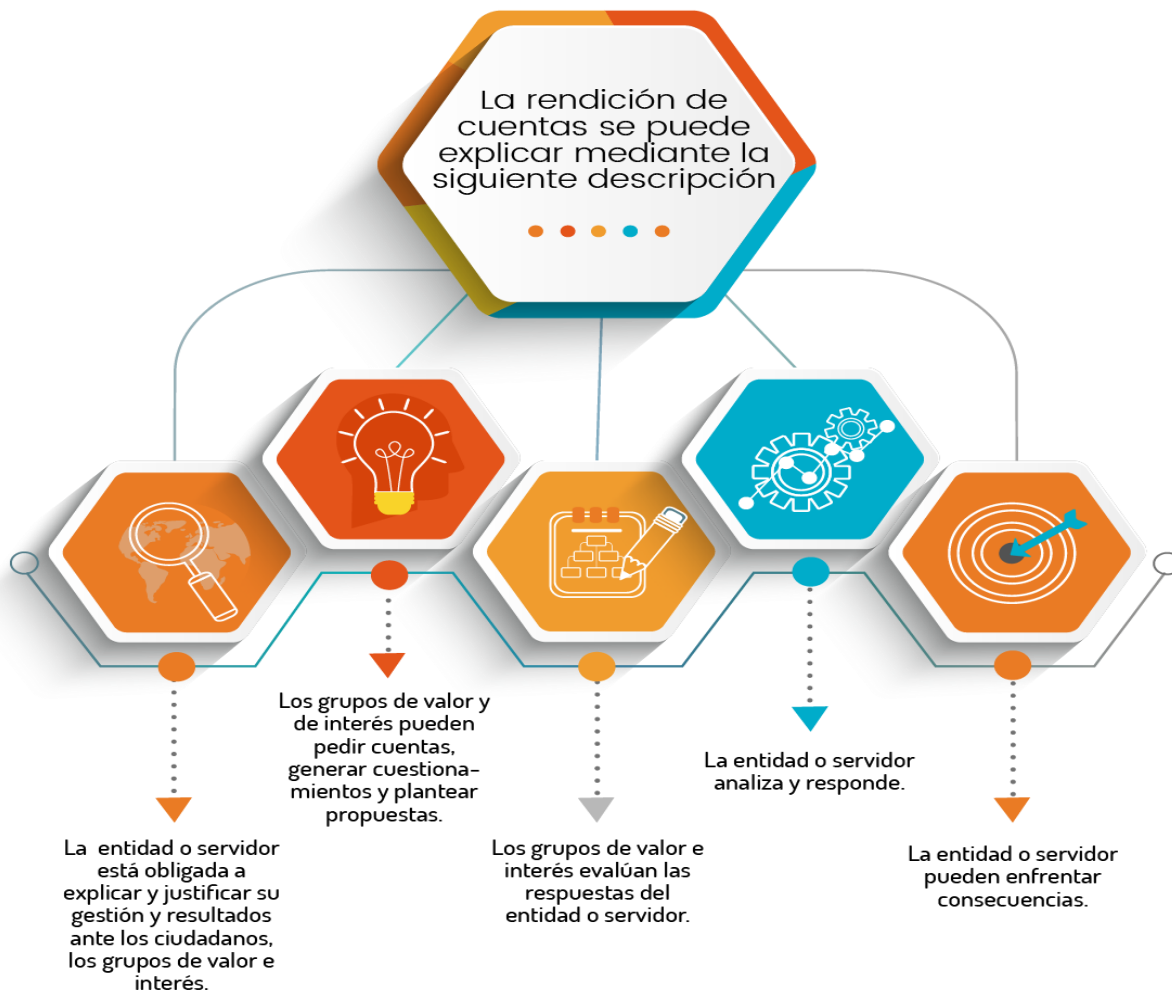 La rendición de
cuentas se puede
explicar mediante la
siguiente descripción
La entidad o servidor
está obligada a
explicar y justificar su
gestión y resultados
ante los ciudadanos,
los grupos de valor e
interés.
Los grupos de valor y
de interés pueden
pedir cuentas,
generar cuestiona-
mientos y plantear
propuestas.
Los grupos de valor e
interés evalúan las
respuestas del
entidad o servidor.
La entidad o servidor
analiza y responde.
La entidad o servidor
pueden enfrentar
consecuencias.